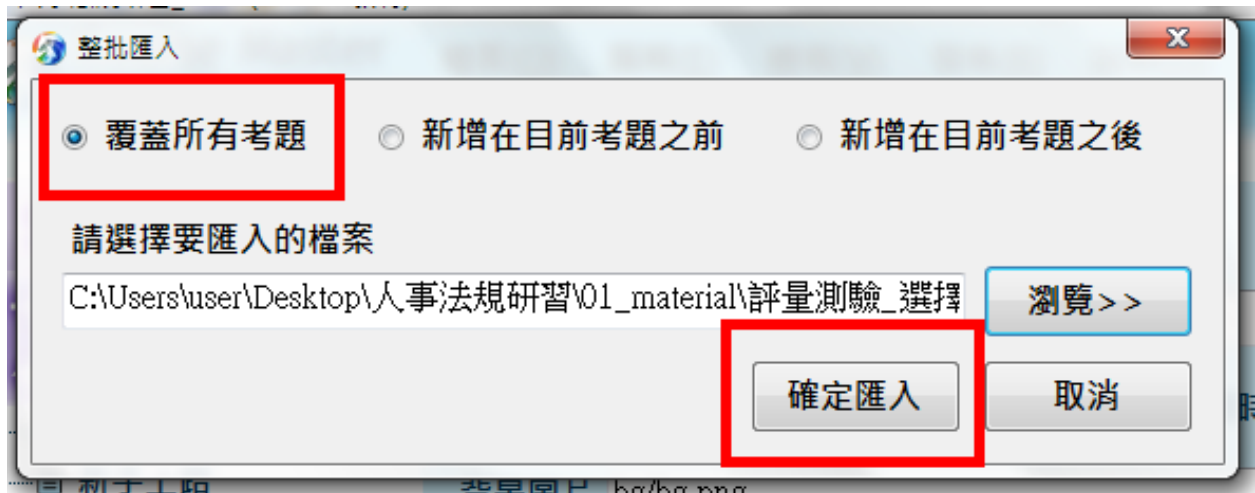 整批匯入
覆蓋所有考題 新增在目前考題之前 新增在目前考題之後
請選擇要匯入的檔案
C:\Users\user\Desktop\人事法規研習\01_material\評量測驗_選擇
瀏覽>>
確定匯入 取消
bg/bg.png